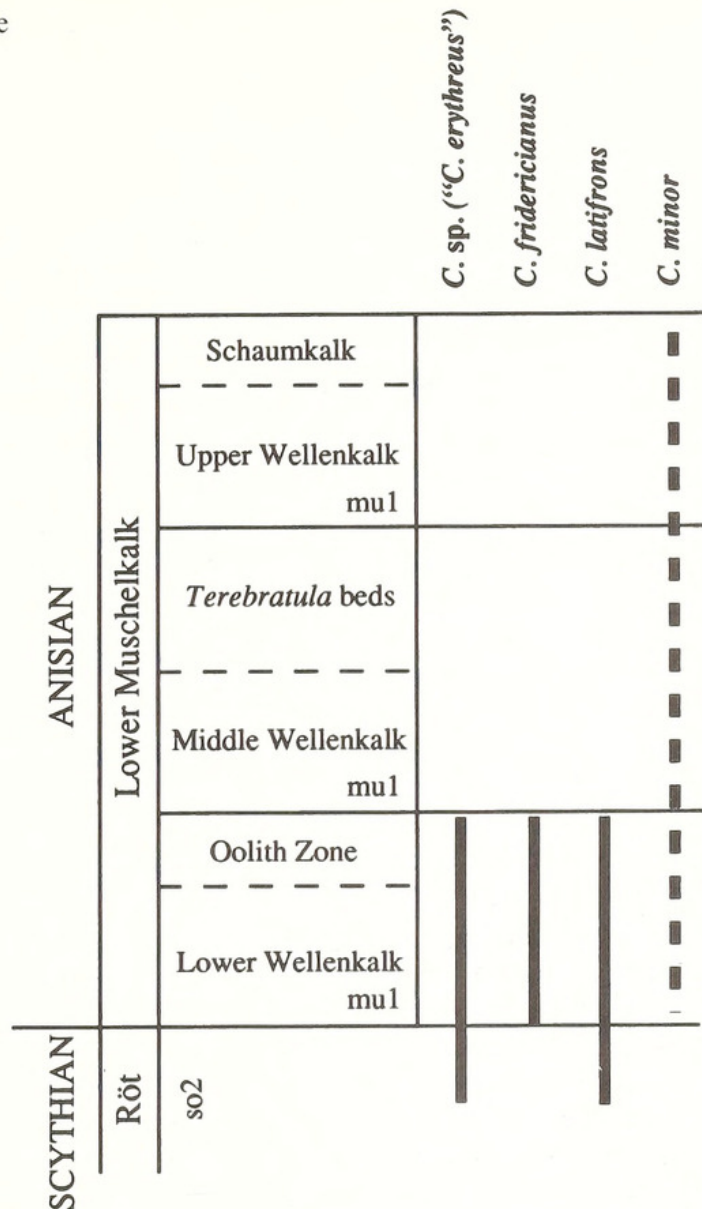 e
C. sp. (“C. erythreus”)
C. fridericianus
C. latifrons
C. minor
ANISIAN
Lower Muschelkalk
Schaumkalk
Upper Wellenkalk
mu1
Terebratula beds
Middle Wellenkalk
mu1
Oolith Zone
Lower Wellenkalk
mu1
SCYTHIAN
Röt
so2